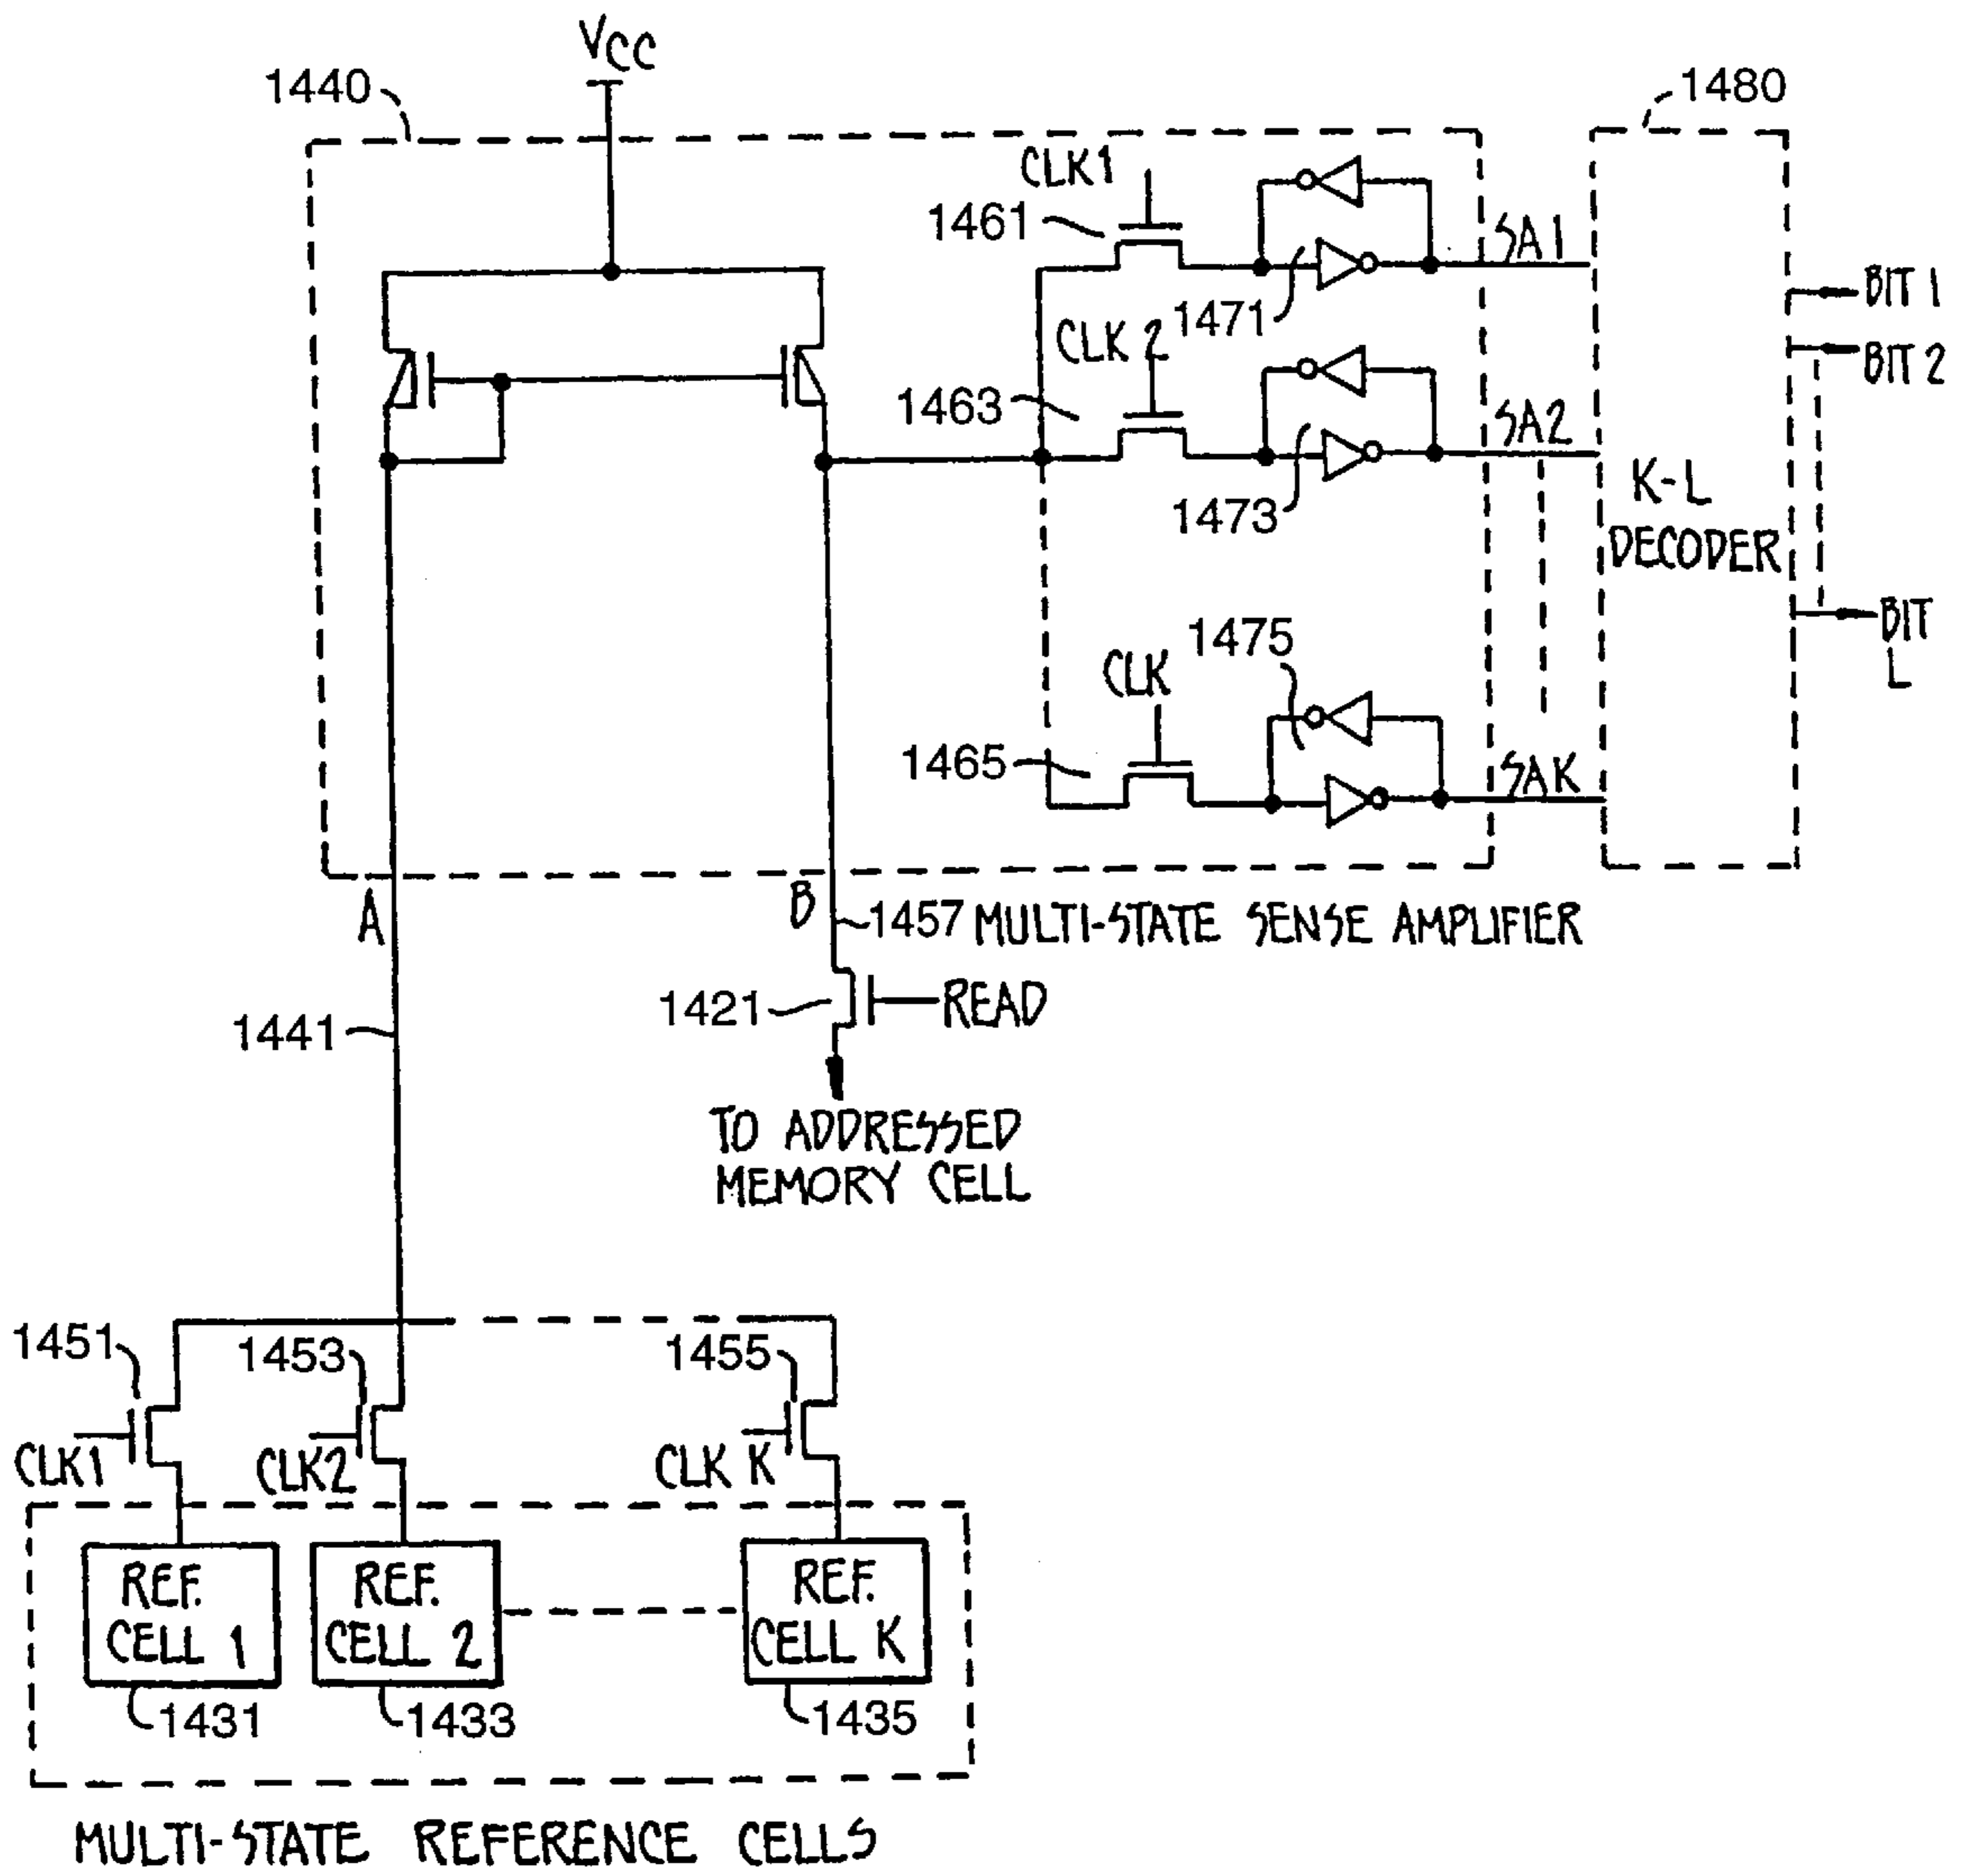 VCC
1440
1480
CLK1
1461
SA1
BIT 1
1471
CLK 2
BIT 2
1463
SA2
K-L
DECODER
1473
BIT
L
1475
CLK
1465
SAK
A
B
1457
MULTI-STATE SENSE AMPLIFIER
1421
READ
1441
TO ADDRESSED
MEMORY CELL
1451
1453
1455
CLK1
CLK2
CLK K
REF.
CELL 1
REF.
CELL 2
REF.
CELL K
1431
1433
1435
MULTI-STATE REFERENCE CELLS